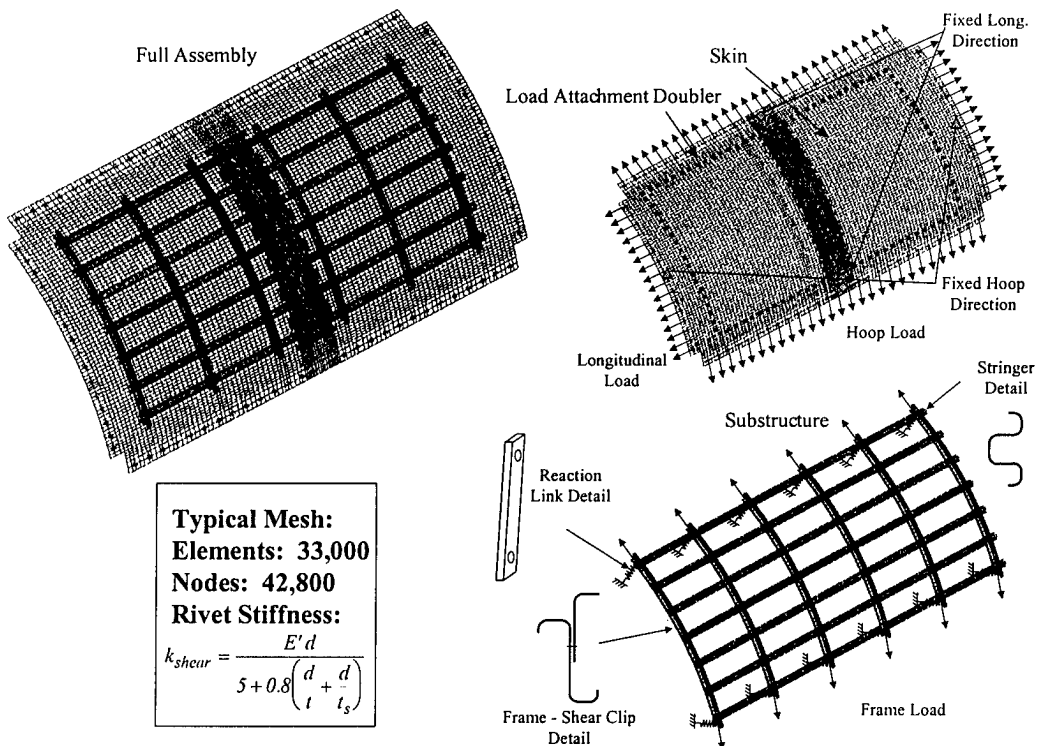 Full Assembly
Fixed Long.
Direction
Skin
Load Attachment Doubler
Fixed Hoop
Direction
Hoop Load
Longitudinal
Load
Stringer
Detail
Substructure
Reaction
Link Detail
Typical Mesh:
Elements: 33,000
Nodes: 42,800
Rivet Stiffness:
k_shear = E'd / (5 + 0.8(d/t + d/t_s))
Frame - Shear Clip
Detail
Frame Load